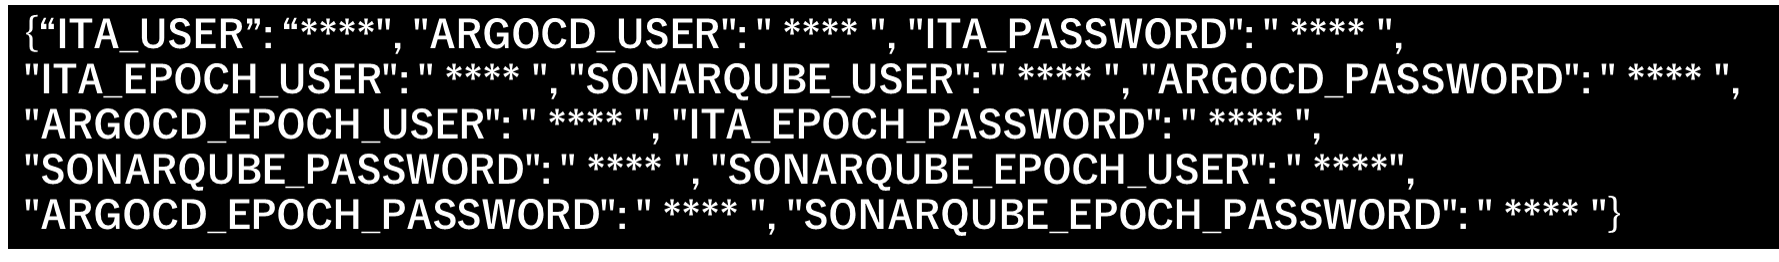 {“ITA_USER”: “****", "ARGOCD_USER": " **** ", "ITA_PASSWORD": " **** ",
"ITA_EPOCH_USER": " **** ", "SONARQUBE_USER": " **** ", "ARGOCD_PASSWORD": " **** ",
"ARGOCD_EPOCH_USER": " **** ", "ITA_EPOCH_PASSWORD": " **** ",
"SONARQUBE_PASSWORD": " **** ", "SONARQUBE_EPOCH_USER": " ****",
"ARGOCD_EPOCH_PASSWORD": " **** ", "SONARQUBE_EPOCH_PASSWORD": " **** "}